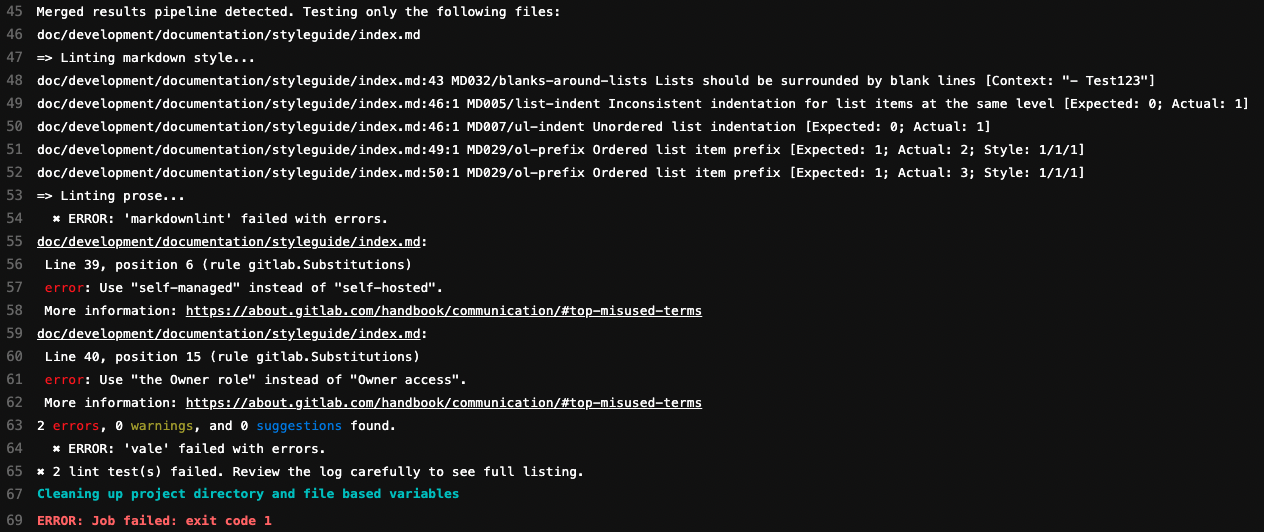 45 Merged results pipeline detected. Testing only the following files:
46 doc/development/documentation/styleguide/index.md
47 => Linting markdown style...
48 doc/development/documentation/styleguide/index.md:43 MD032/blanks-around-lists Lists should be surrounded by blank lines [Context: "- Test123"]
49 doc/development/documentation/styleguide/index.md:46:1 MD005/list-indent Inconsistent indentation for list items at the same level [Expected: 0; Actual: 1]
50 doc/development/documentation/styleguide/index.md:46:1 MD007/ul-indent Unordered list indentation [Expected: 0; Actual: 1]
51 doc/development/documentation/styleguide/index.md:49:1 MD029/ol-prefix Ordered list item prefix [Expected: 1; Actual: 2; Style: 1/1/1]
52 doc/development/documentation/styleguide/index.md:50:1 MD029/ol-prefix Ordered list item prefix [Expected: 1; Actual: 3; Style: 1/1/1]
53 => Linting prose...
54   ✖ ERROR: 'markdownlint' failed with errors.
55 doc/development/documentation/styleguide/index.md:
56  Line 39, position 6 (rule gitlab.Substitutions)
57  error: Use "self-managed" instead of "self-hosted".
58  More information: https://about.gitlab.com/handbook/communication/#top-misused-terms
59 doc/development/documentation/styleguide/index.md:
60  Line 40, position 15 (rule gitlab.Substitutions)
61  error: Use "the Owner role" instead of "Owner access".
62  More information: https://about.gitlab.com/handbook/communication/#top-misused-terms
63 2 errors, 0 warnings, and 0 suggestions found.
64   ✖ ERROR: 'vale' failed with errors.
65 ✖ 2 lint test(s) failed. Review the log carefully to see full listing.
67 Cleaning up project directory and file based variables
69 ERROR: Job failed: exit code 1